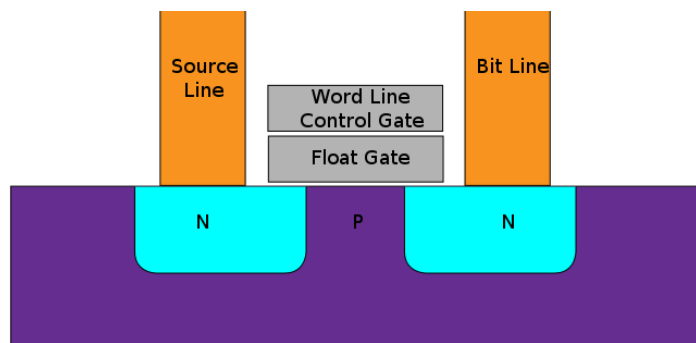 Source
Line
Word Line
Control Gate
Float Gate
Bit Line
N
P
N